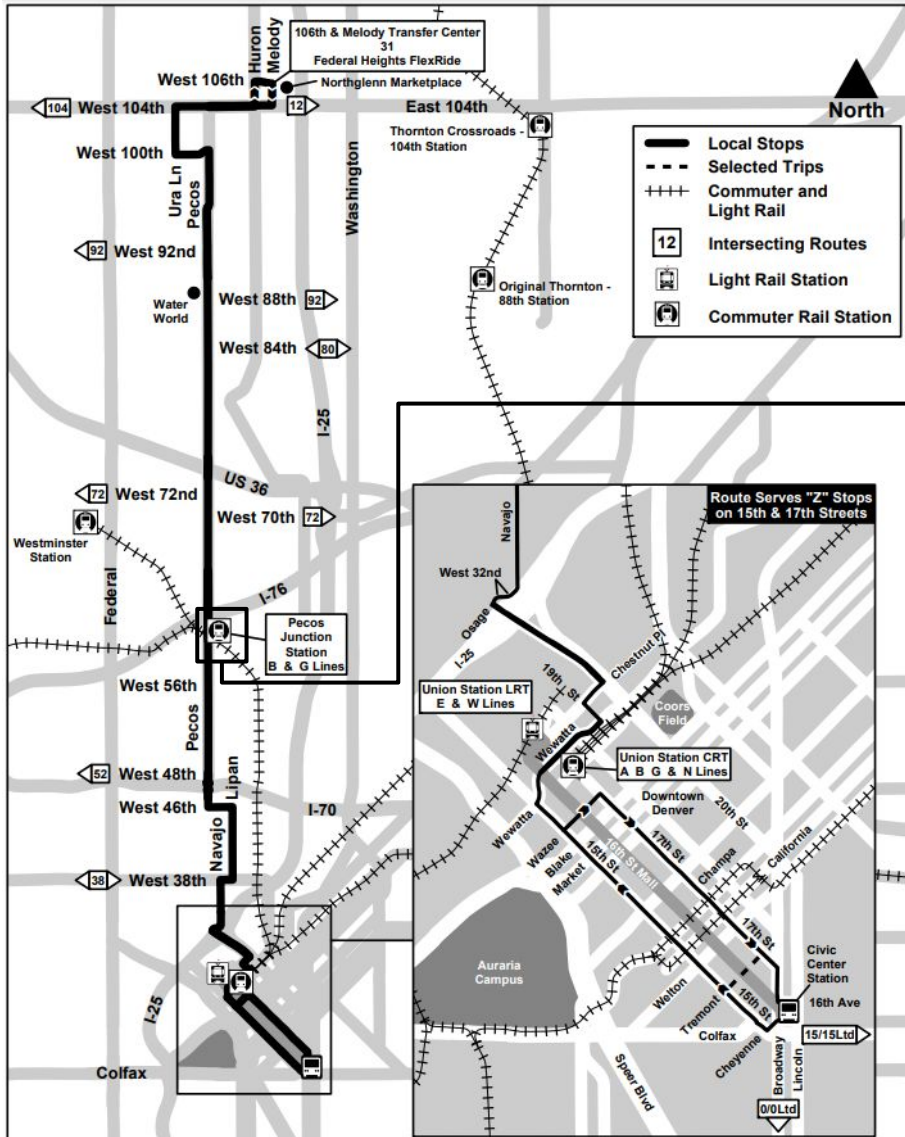 106th & Melody Transfer Center
31
Federal Heights FlexRide
Huron
Melody
West 106th
Northglenn Marketplace
104
West 104th
12
East 104th
North
Thornton Crossroads -
104th Station
West 100th
Ura Ln
Pecos
Washington
Local Stops
Selected Trips
Commuter and
Light Rail
12
Intersecting Routes
Light Rail Station
Commuter Rail Station
92
West 92nd
Water
World
West 88th
92
Original Thornton -
88th Station
West 84th
80
I-25
US 36
72
West 72nd
West 70th
72
Westminster
Station
Federal
I-76
Pecos
Junction
Station
B & G Lines
West 56th
Pecos
52
West 48th
Lipan
West 46th
I-70
Navajo
38
West 38th
I-25
Colfax
Route Serves "Z" Stops
on 15th & 17th Streets
Navajo
West 32nd
Osage
I-25
Chestnut Pl
19th St
Union Station LRT
E & W Lines
Wewatta
Coors
Field
Union Station CRT
A B G & N Lines
Downtown
Denver
20th St
Wewatta
Wazee
Blake
Market
15th St
16th St Mall
17th St
Champa
California
17th St
Civic
Center
Station
16th Ave
Auraria
Campus
Welton
Tremont
15th St
Colfax
Cheyenne
15/15Ltd
Speer Blvd
Broadway
Lincoln
0/0Ltd